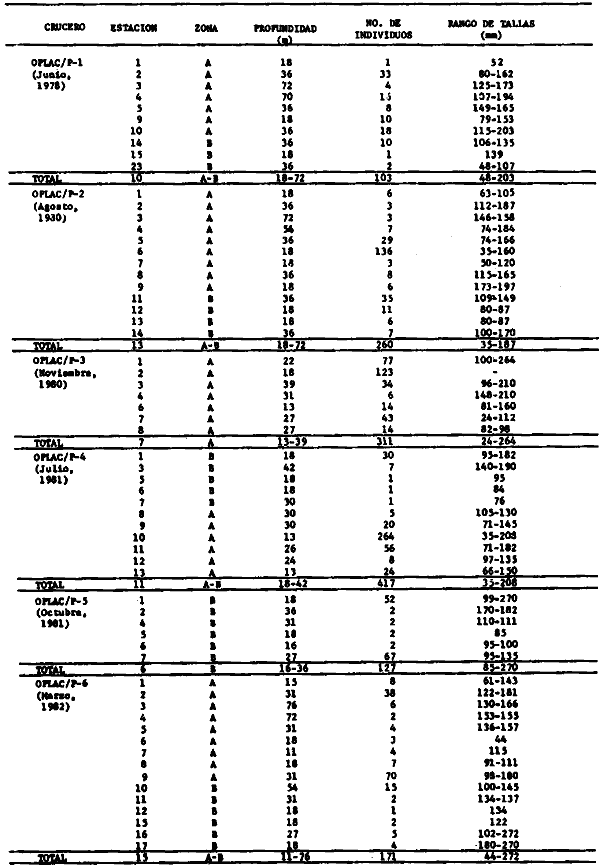 CRUCERO ESTACION ZONA PROFUNDIDAD (m) NO. DE INDIVIDUOS RANGO DE TALLAS (mm)
OPLAC/P-1 1 A 18 1 52
(Junio, 2 A 36 33 80-162
1978) 3 A 72 4 125-173
4 A 70 15 107-194
5 A 36 8 149-165
9 A 18 10 79-153
10 A 36 18 115-203
14 B 36 10 106-135
15 B 18 1 139
23 B 36 2 48-107
TOTAL 10 A-B 18-72 103 48-203
OPLAC/P-2 1 A 18 6 63-105
(Agosto, 2 A 36 3 112-187
1980) 3 A 72 3 146-158
4 A 54 7 74-184
5 A 36 29 74-166
6 A 18 136 35-160
7 A 18 3 50-120
8 A 36 8 115-165
9 A 18 6 173-197
11 B 36 35 109-149
12 B 18 11 80-87
13 B 18 6 80-87
14 B 36 7 100-170
TOTAL 13 A-B 18-72 260 35-187
OPLAC/P-3 1 A 22 77 100-264
(Noviembre, 2 A 18 123 -
1980) 3 A 39 34 96-210
4 A 31 6 148-210
6 A 13 14 81-160
7 A 27 43 24-112
8 A 27 14 82-98
TOTAL 7 A 13-39 311 24-264
OPLAC/P-4 1 B 18 30 95-182
(Julio, 3 B 42 7 140-190
1981) 5 B 18 1 95
6 B 18 1 84
7 B 30 1 76
8 A 30 5 105-130
9 A 30 20 71-145
10 A 13 264 35-208
11 A 26 56 71-182
12 A 24 8 97-135
13 A 13 24 66-150
TOTAL 11 A-B 18-42 417 35-208
OPLAC/P-5 1 B 18 52 99-270
(Octubre, 2 B 36 2 170-182
1981) 4 B 31 2 110-111
5 B 18 2 85
6 B 16 2 95-100
7 B 27 67 95-135
TOTAL 6 B 16-36 127 85-270
OPLAC/P-6 1 A 15 8 61-143
(Marzo, 2 A 31 38 122-181
1982) 3 A 76 6 130-166
4 A 72 2 153-155
5 A 31 4 136-157
6 A 18 3 44
7 A 11 4 115
8 A 18 7 91-111
9 A 31 70 98-180
10 B 54 15 100-145
11 B 31 2 134-137
12 B 18 1 134
15 B 18 2 122
16 B 27 5 102-272
17 B 18 4 180-270
TOTAL 15 A-B 11-76 171 44-272